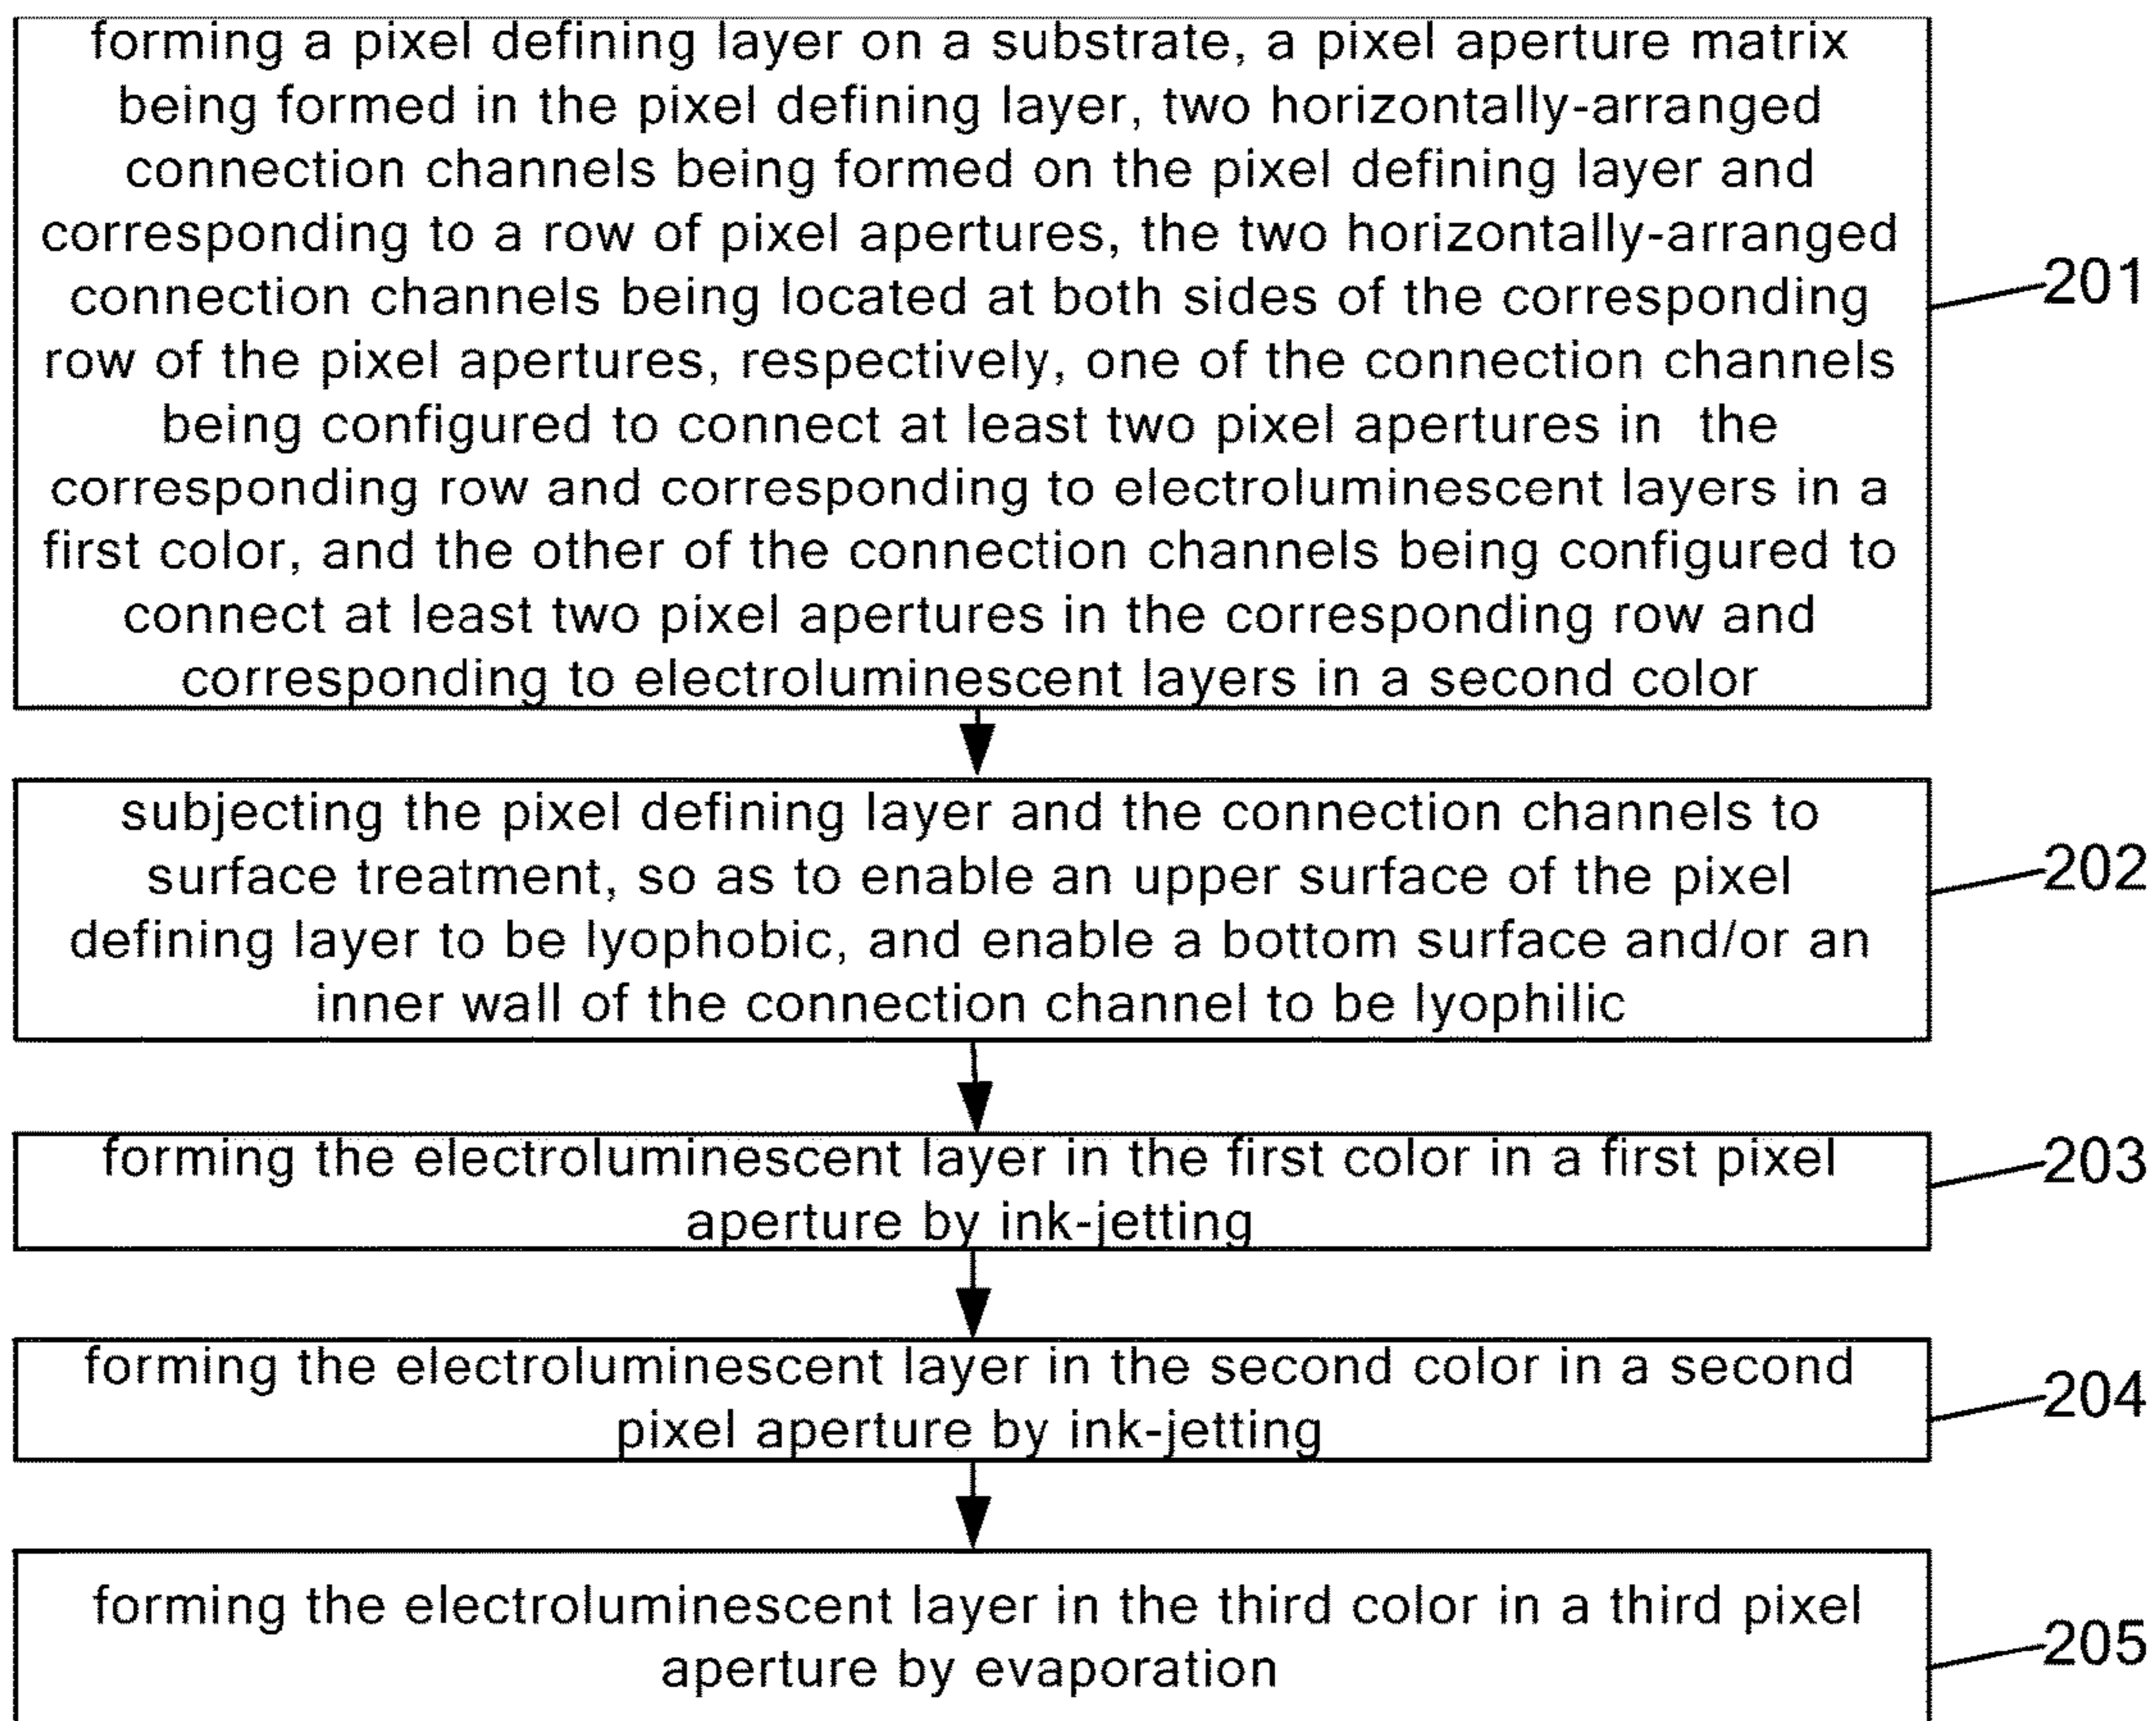 forming a pixel defining layer on a substrate, a pixel aperture matrix
being formed in the pixel defining layer, two horizontally-arranged
connection channels being formed on the pixel defining layer and
corresponding to a row of pixel apertures, the two horizontally-arranged
connection channels being located at both sides of the corresponding
row of the pixel apertures, respectively, one of the connection channels
being configured to connect at least two pixel apertures in the
corresponding row and corresponding to electroluminescent layers in a
first color, and the other of the connection channels being configured to
connect at least two pixel apertures in the corresponding row and
corresponding to electroluminescent layers in a second color
201
subjecting the pixel defining layer and the connection channels to
surface treatment, so as to enable an upper surface of the pixel
defining layer to be lyophobic, and enable a bottom surface and/or an
inner wall of the connection channel to be lyophilic
202
forming the electroluminescent layer in the first color in a first pixel
aperture by ink-jetting
203
forming the electroluminescent layer in the second color in a second
pixel aperture by ink-jetting
204
forming the electroluminescent layer in the third color in a third pixel
aperture by evaporation
205